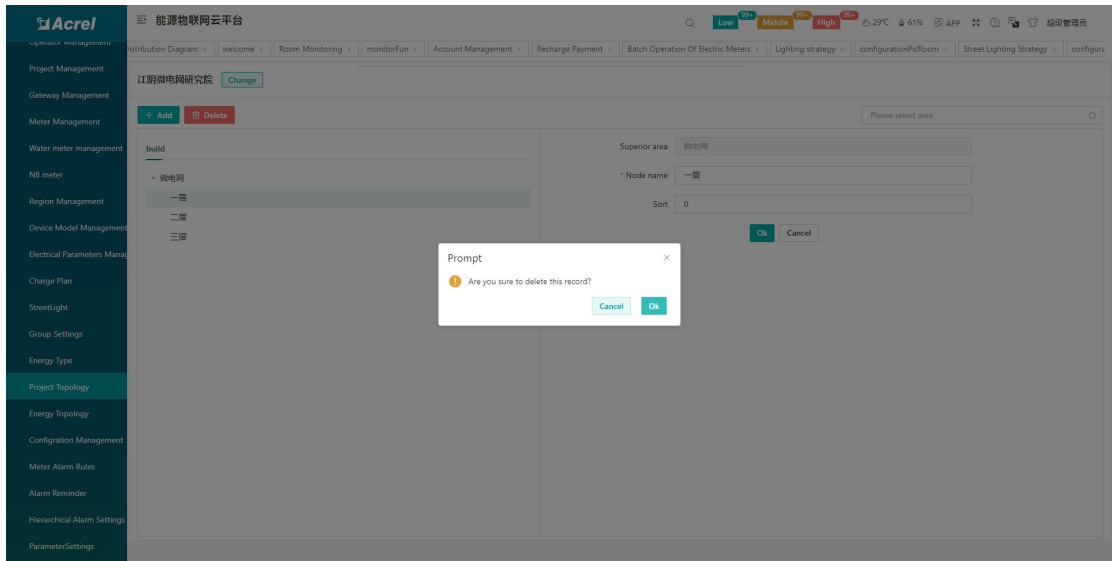 Acrel
能源物联网云平台
Low 99+ Middle 99+ High 99+ 29℃ 61% APP 超级管理员
Operator Management
Distribution Diagram × welcome × Room Monitoring × monitorFun × Account Management × Recharge Payment × Batch Operation Of Electric Meters × Lighting strategy × configurationPicRoom × Street Lighting Strategy × configura
Project Management
江阴微电网研究院 Change
Gateway Management
+ Add Delete Please select area
Meter Management
Water meter management
build
Superior area 微电网
NB meter
微电网
* Node name 一层
Region Management
一层
Sort 0
二层
Device Model Management
三层
Ok Cancel
Electrical Parameters Manag
Prompt ×
Charge Plan
Are you sure to delete this record?
StreetLight
Cancel Ok
Group Settings
Energy Type
Project Topology
Energy Topology
Configration Management
Meter Alarm Rules
Alarm Reminder
Hierarchical Alarm Settings
ParameterSettings